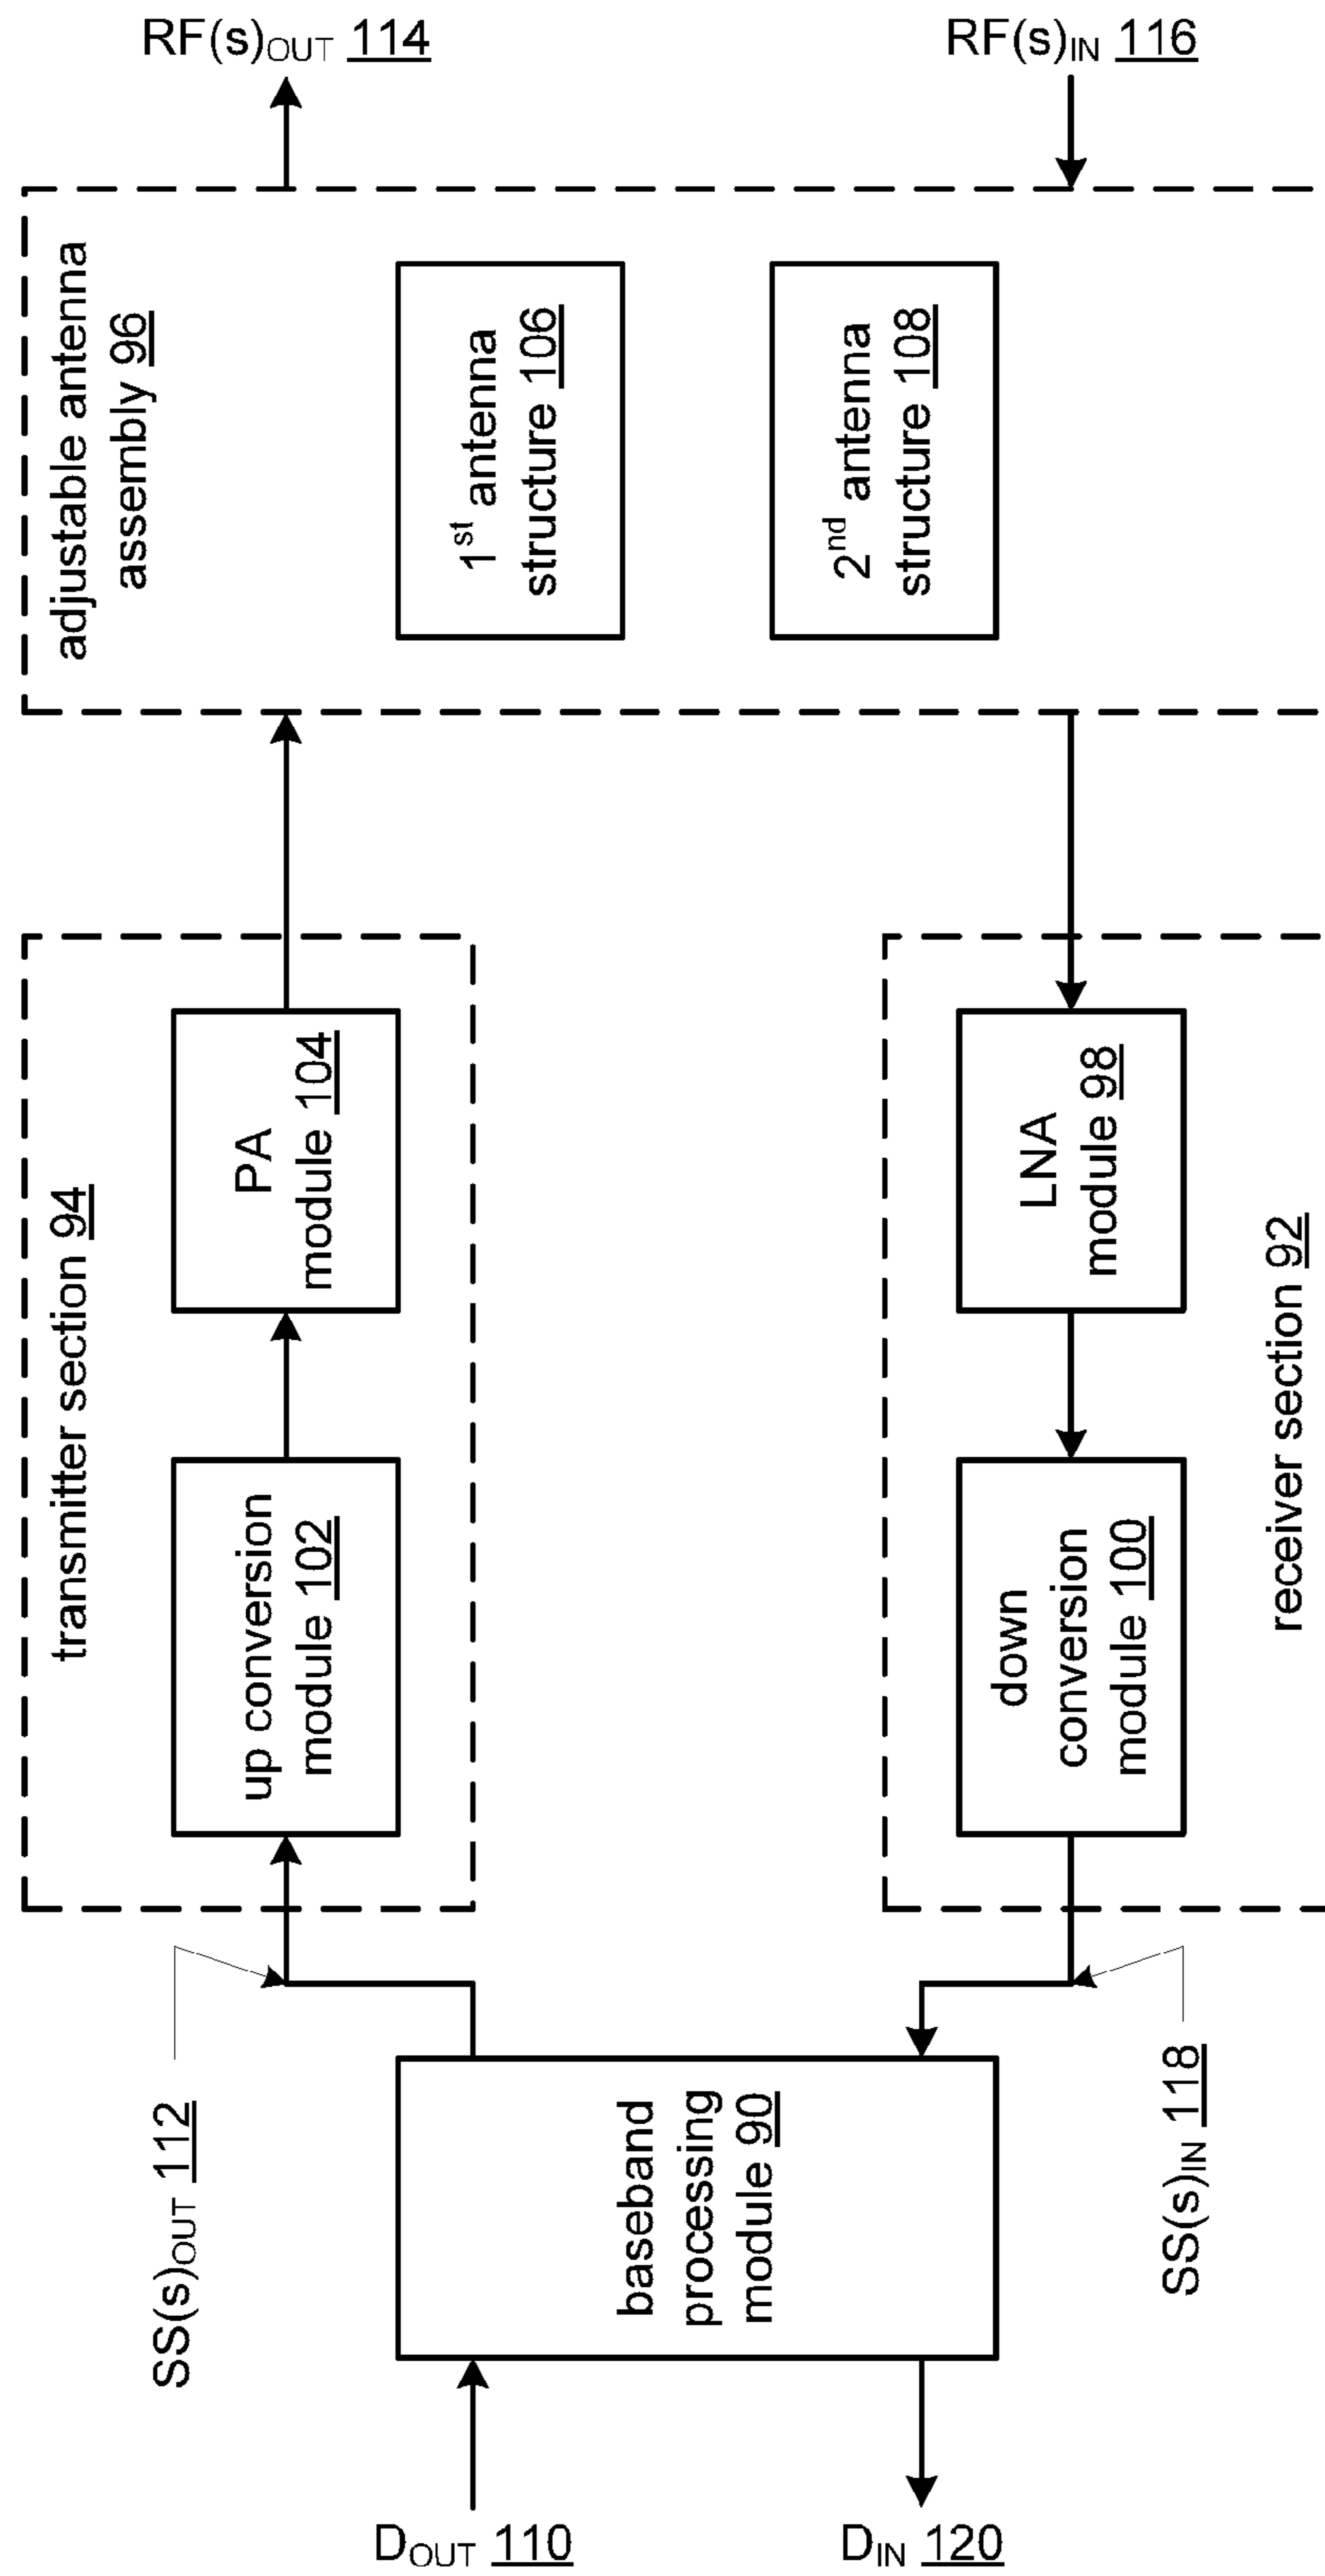 RF(s)OUT 114
RF(s)IN 116
adjustable antenna
assembly 96
1st antenna
structure 106
2nd antenna
structure 108
transmitter section 94
PA
module 104
up conversion
module 102
LNA
module 98
down
conversion
module 100
receiver section 92
SS(s)OUT 112
baseband
processing
module 90
SS(s)IN 118
DOUT 110
DIN 120